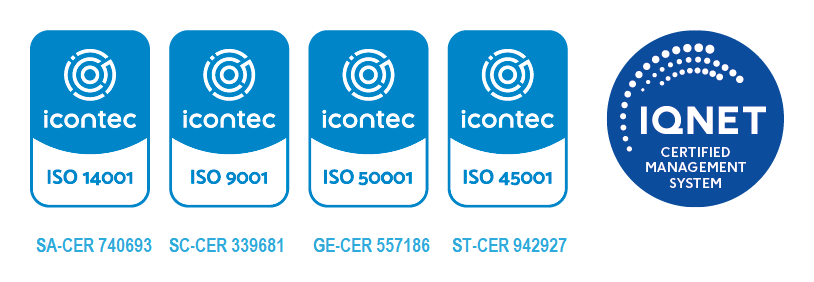 icontec
ISO 14001
SA-CER 740693
icontec
ISO 9001
SC-CER 339681
icontec
ISO 50001
GE-CER 557186
icontec
ISO 45001
ST-CER 942927
IQNET
CERTIFIED
MANAGEMENT
SYSTEM